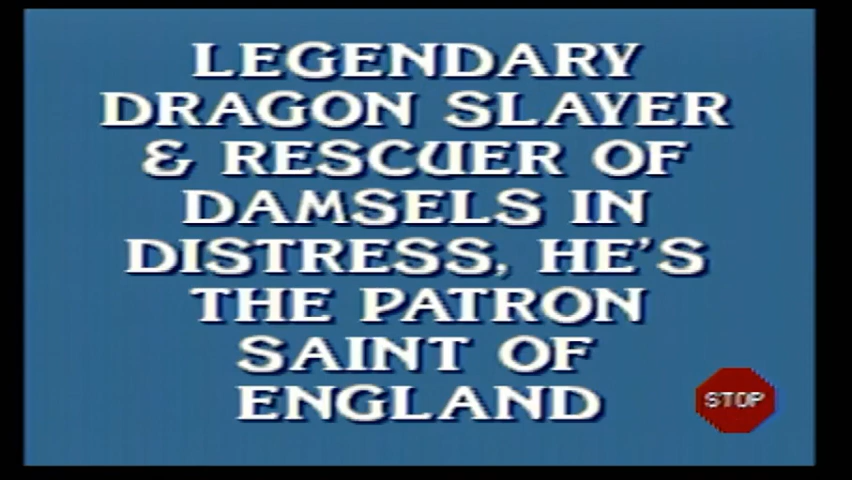 LEGENDARY
DRAGON SLAYER
& RESCUER OF
DAMSELS IN
DISTRESS, HE'S
THE PATRON
SAINT OF
ENGLAND
STOP